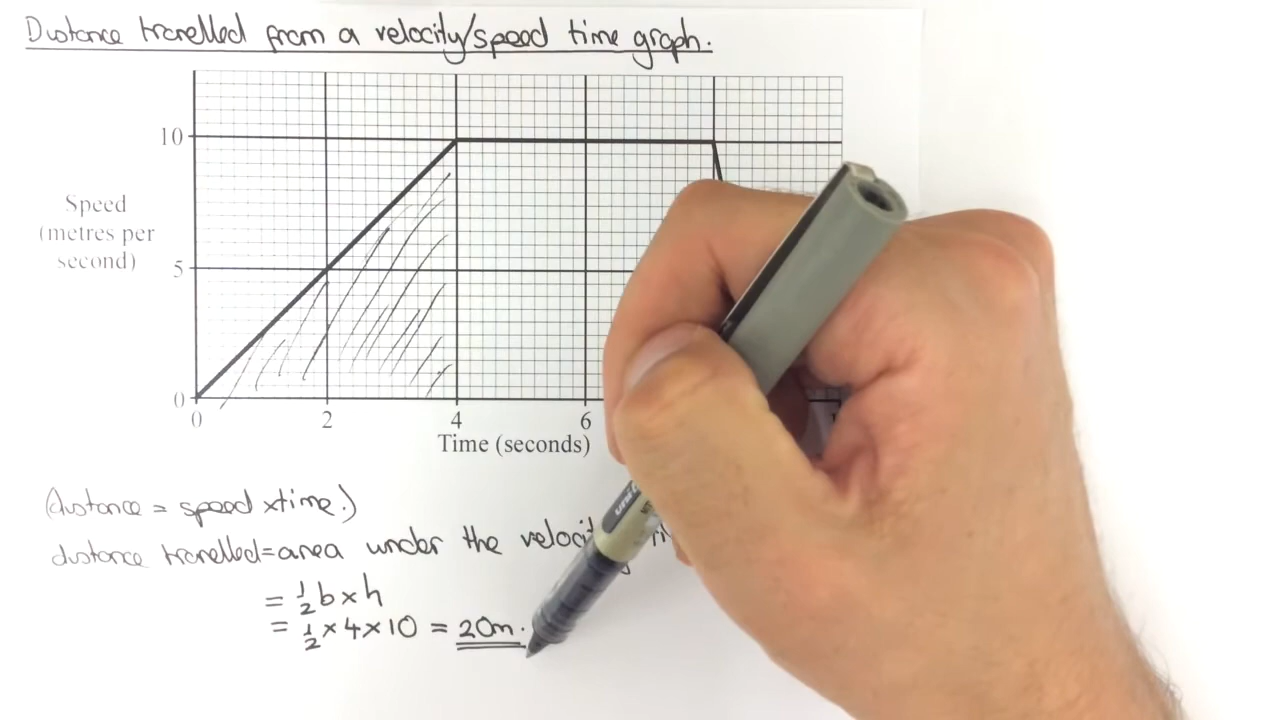 Distance travelled from a velocity/speed time graph.
10
Speed
(metres per
second)
5
0
0 2 4 6
Time (seconds)
(distance = speed × time.)
distance travelled = area under the
= 1/2 b × h
= 1/2 × 4 × 10 = 20m.
uni